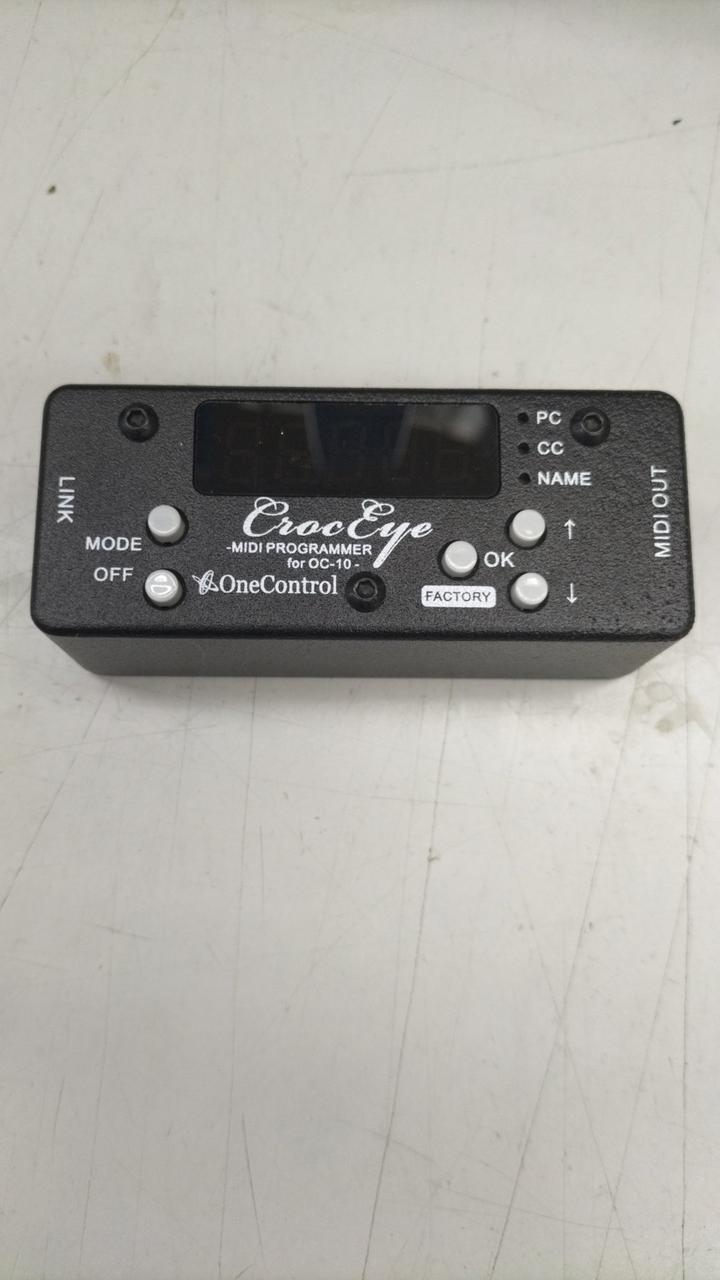 PC
CC
NAME
LINK
MIDI OUT
CrocEye
-MIDI PROGRAMMER
for OC-10 -
MODE
OFF
OneControl
OK
↑
FACTORY
↓